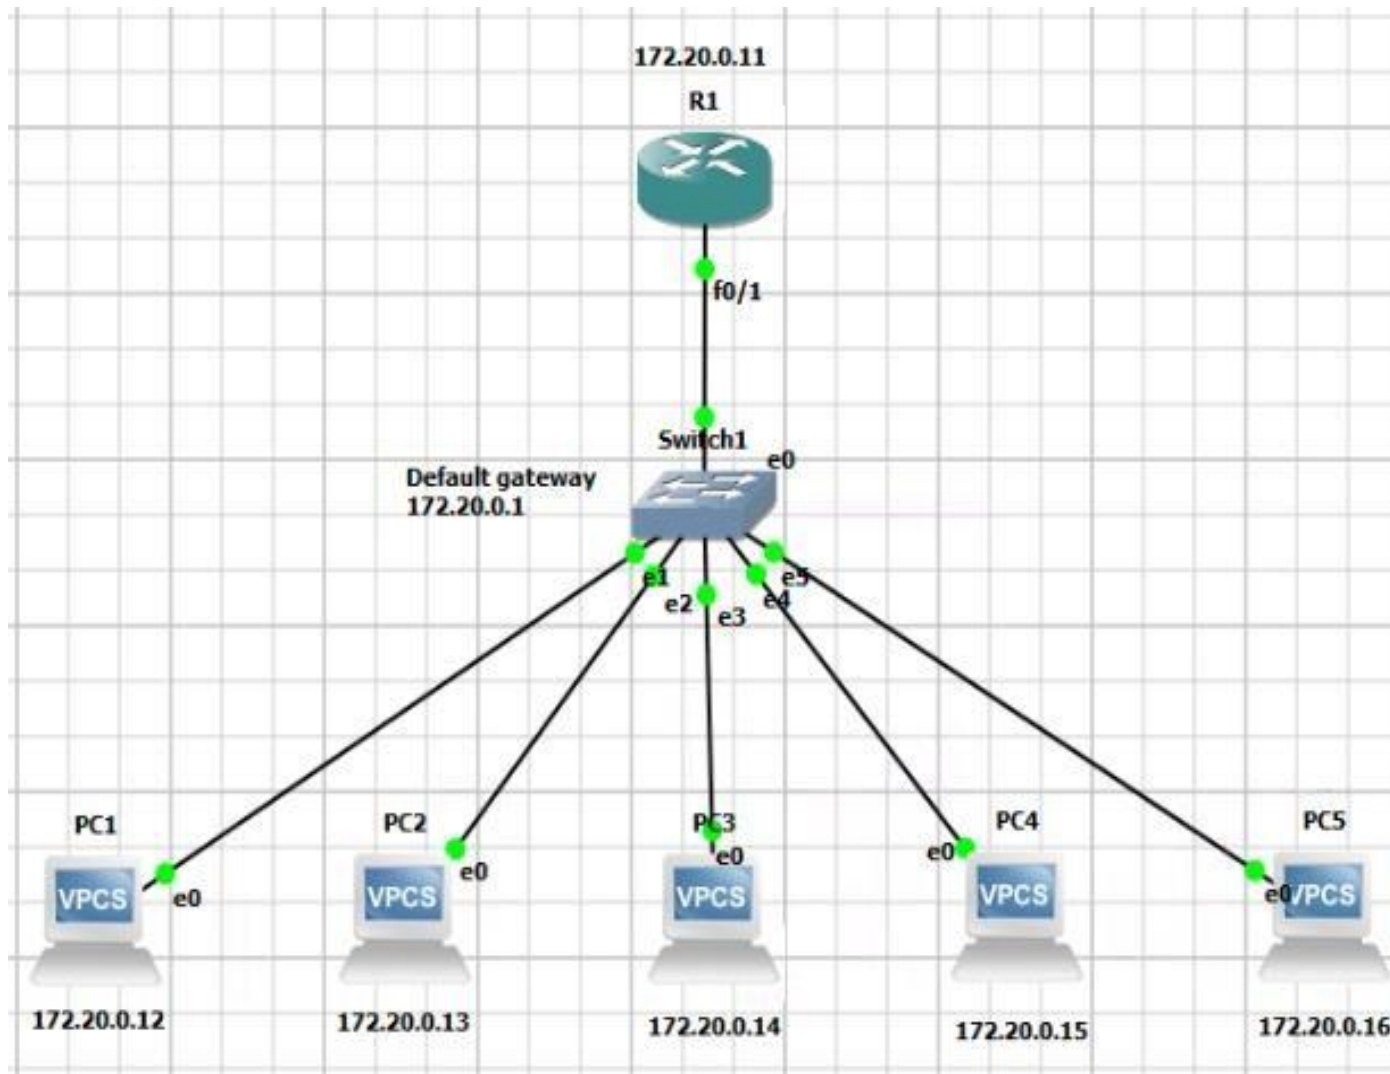 172.20.0.11
R1
f0/1
Switch1
e0
Default gateway
172.20.0.1
e1
e2
e3
e4
e5
PC1
PC2
PC3
PC4
PC5
e0
e0
e0
e0
e0
VPCS
VPCS
VPCS
VPCS
VPCS
172.20.0.12
172.20.0.13
172.20.0.14
172.20.0.15
172.20.0.16